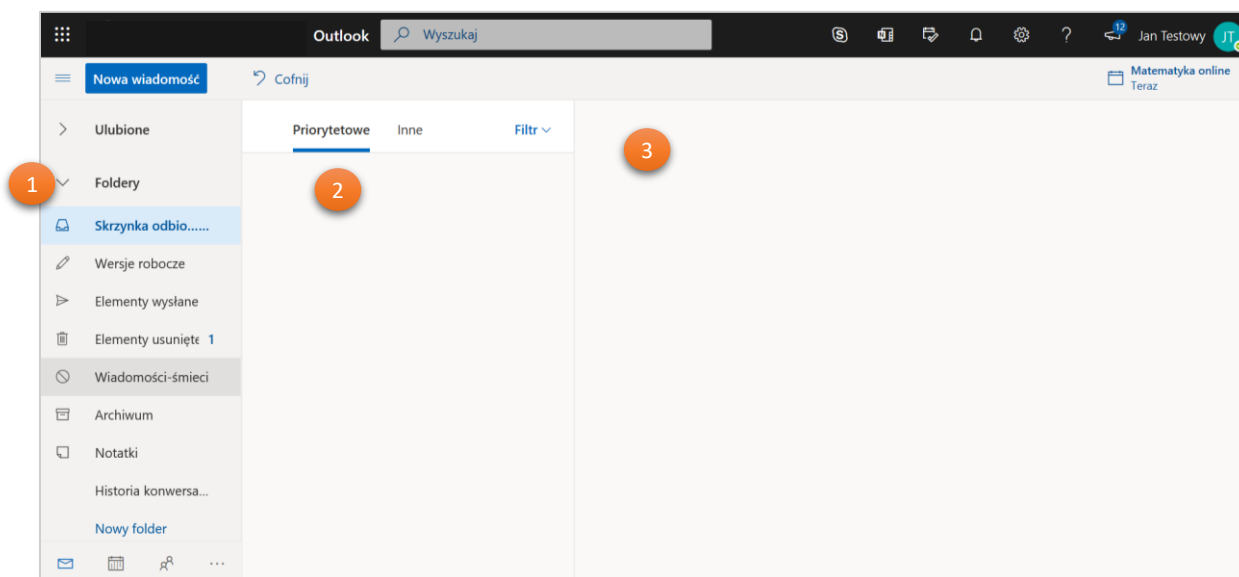 Outlook Wyszukaj 12 Jan Testowy JT
Nowa wiadomość Cofnij Matematyka online
Teraz
Ulubione Priorytetowe Inne Filtr
3
1 Foldery 2
Skrzynka odbio......
Wersje robocze
Elementy wysłane
Elementy usunięte 1
Wiadomości-śmieci
Archiwum
Notatki
Historia konwersa...
Nowy folder